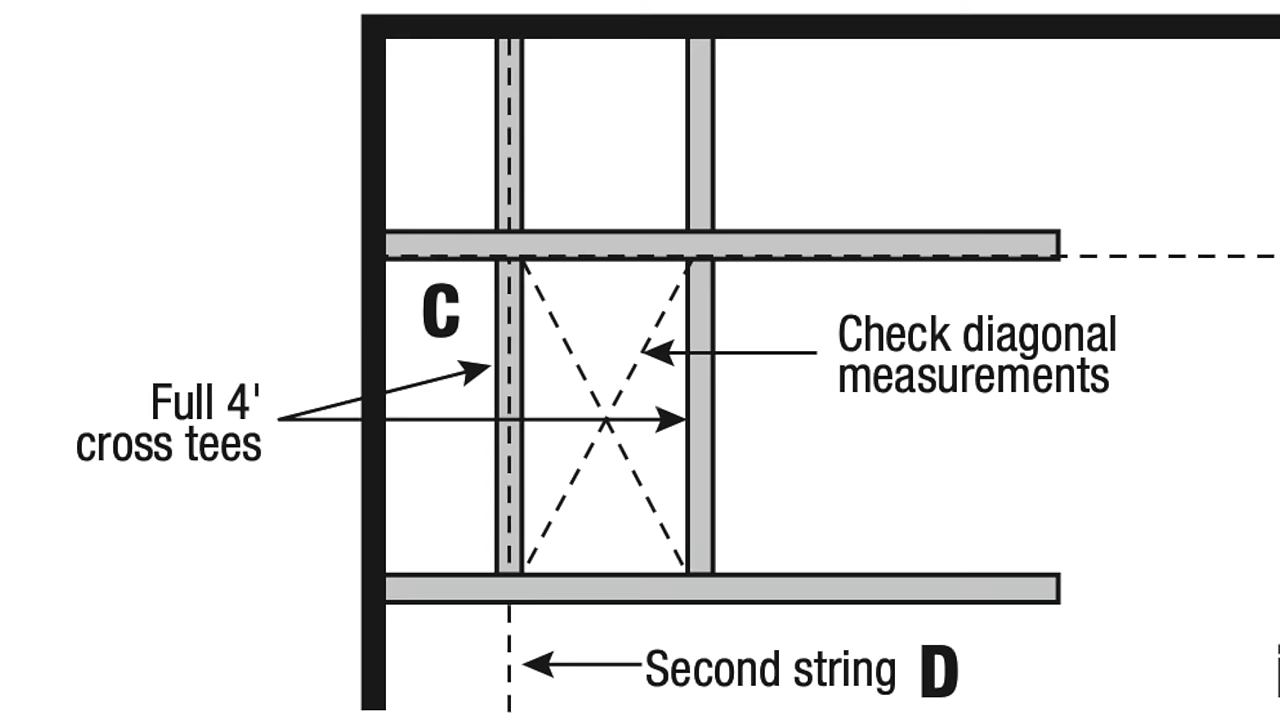 C
Check diagonal
measurements
Full 4'
cross tees
Second string D